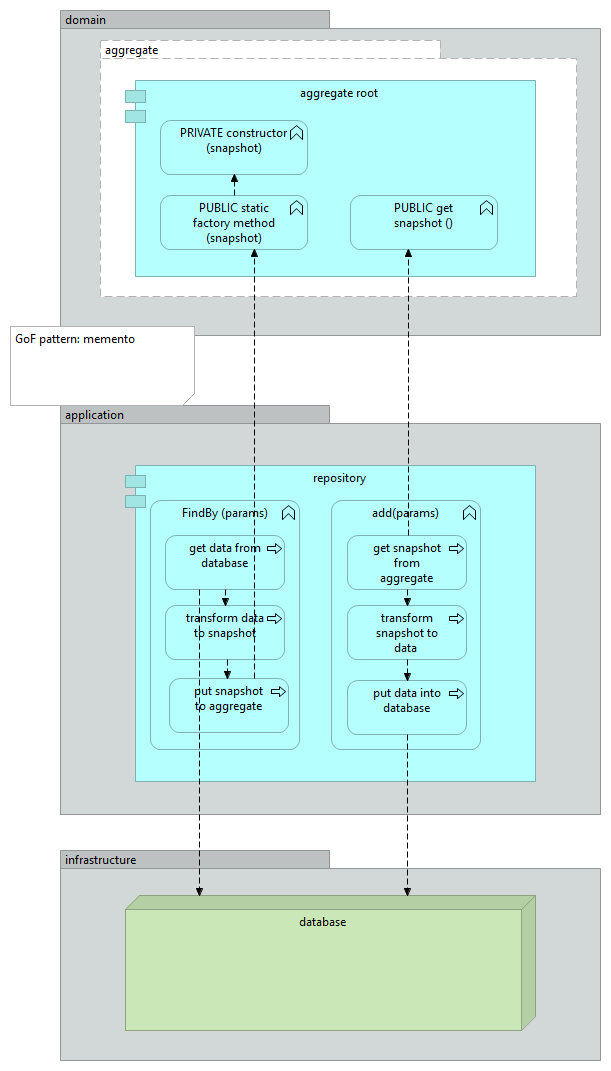 domain
aggregate
aggregate root
PRIVATE constructor
(snapshot)
PUBLIC static
factory method
(snapshot)
PUBLIC get
snapshot ()
GoF pattern: memento
application
repository
FindBy (params)
get data from
database
transform data
to snapshot
put snapshot
to aggregate
add(params)
get snapshot
from
aggregate
transform
snapshot to
data
put data into
database
infrastructure
database